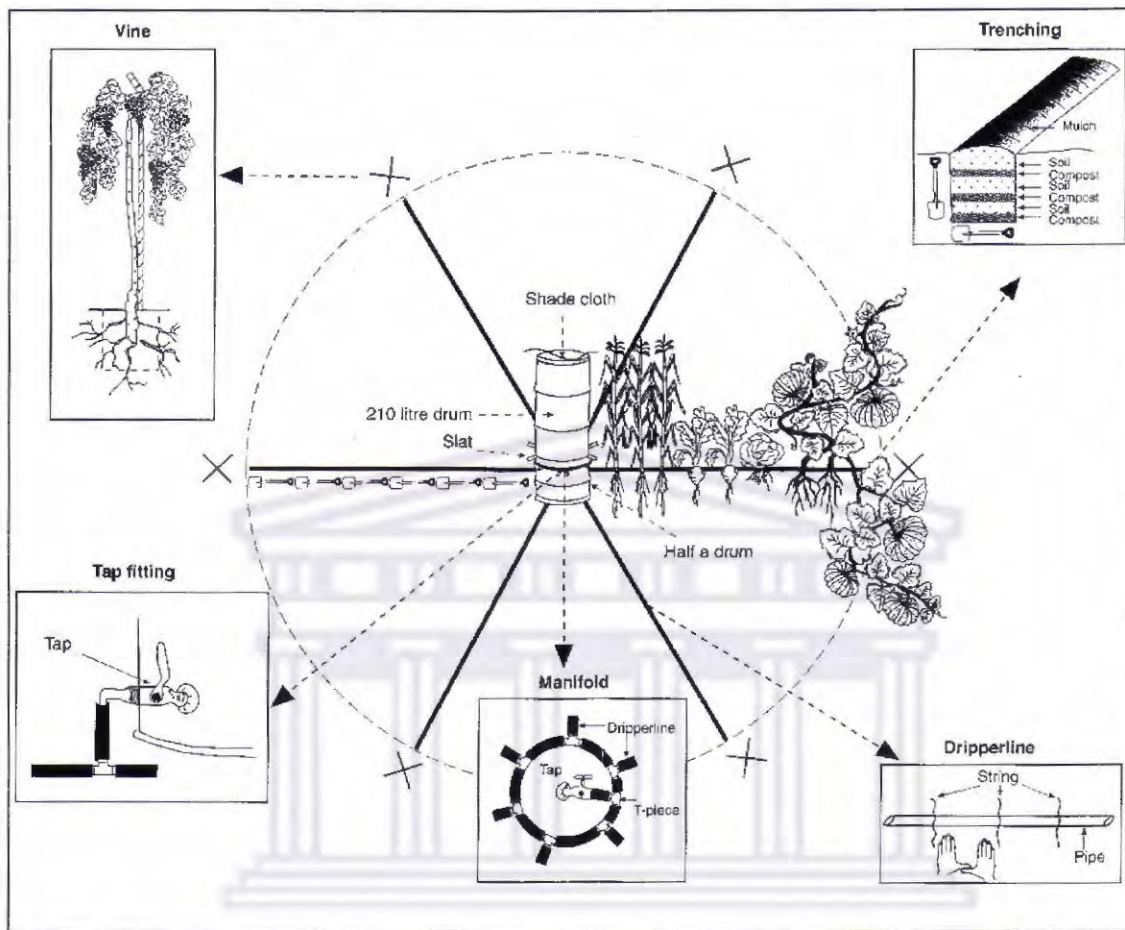 Vine
Trenching
Mulch
Soil
Compost
Soil
Compost
Soil
Compost
Shade cloth
210 litre drum
Slat
Half a drum
Tap fitting
Tap
Manifold
Dripperline
Tap
T-piece
Dripperline
String
Pipe